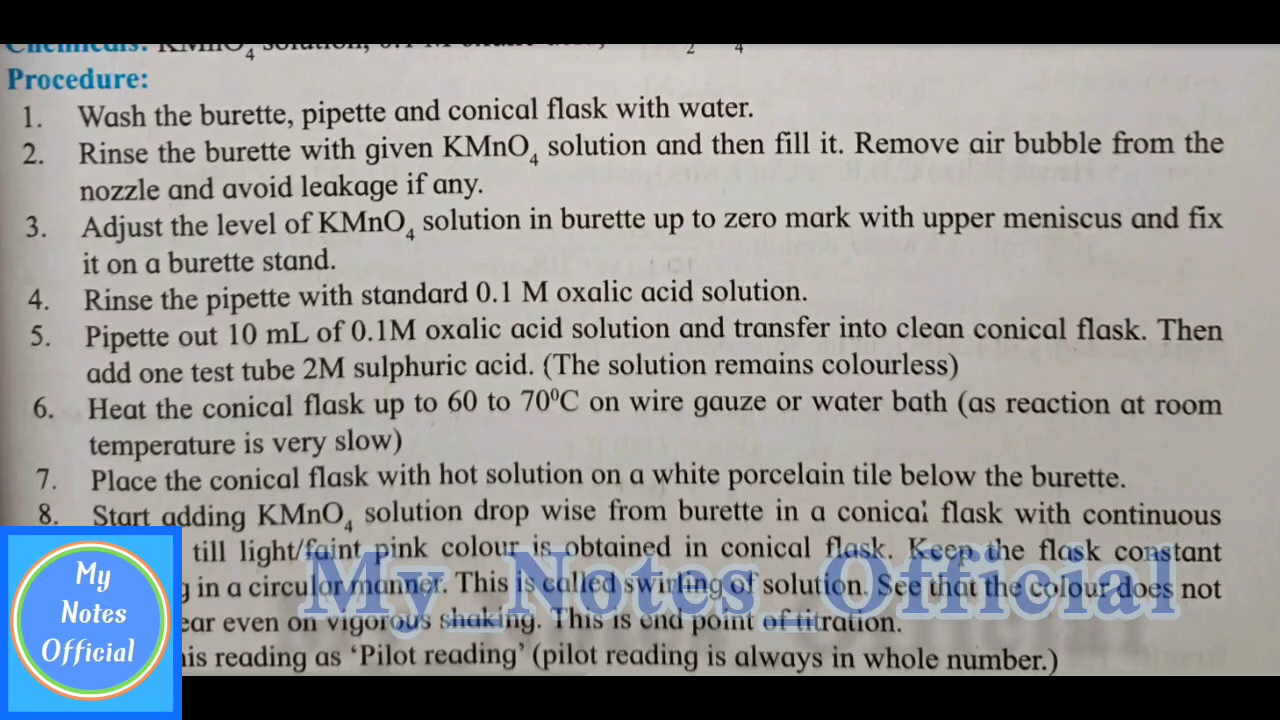 Procedure:
1. Wash the burette, pipette and conical flask with water.
2. Rinse the burette with given KMnO₄ solution and then fill it. Remove air bubble from the
nozzle and avoid leakage if any.
3. Adjust the level of KMnO₄ solution in burette up to zero mark with upper meniscus and fix
it on a burette stand.
4. Rinse the pipette with standard 0.1 M oxalic acid solution.
5. Pipette out 10 mL of 0.1M oxalic acid solution and transfer into clean conical flask. Then
add one test tube 2M sulphuric acid. (The solution remains colourless)
6. Heat the conical flask up to 60 to 70⁰C on wire gauze or water bath (as reaction at room
temperature is very slow)
7. Place the conical flask with hot solution on a white porcelain tile below the burette.
8. Start adding KMnO₄ solution drop wise from burette in a conical flask with continuous
till light/faint pink colour is obtained in conical flask. Keep the flask constant
in a circular manner. This is called swirling of solution. See that the colour does not
even on vigorous shaking. This is end point of titration.
reading as ‘Pilot reading’ (pilot reading is always in whole number.)
My_Notes_Official
My
Notes
Official